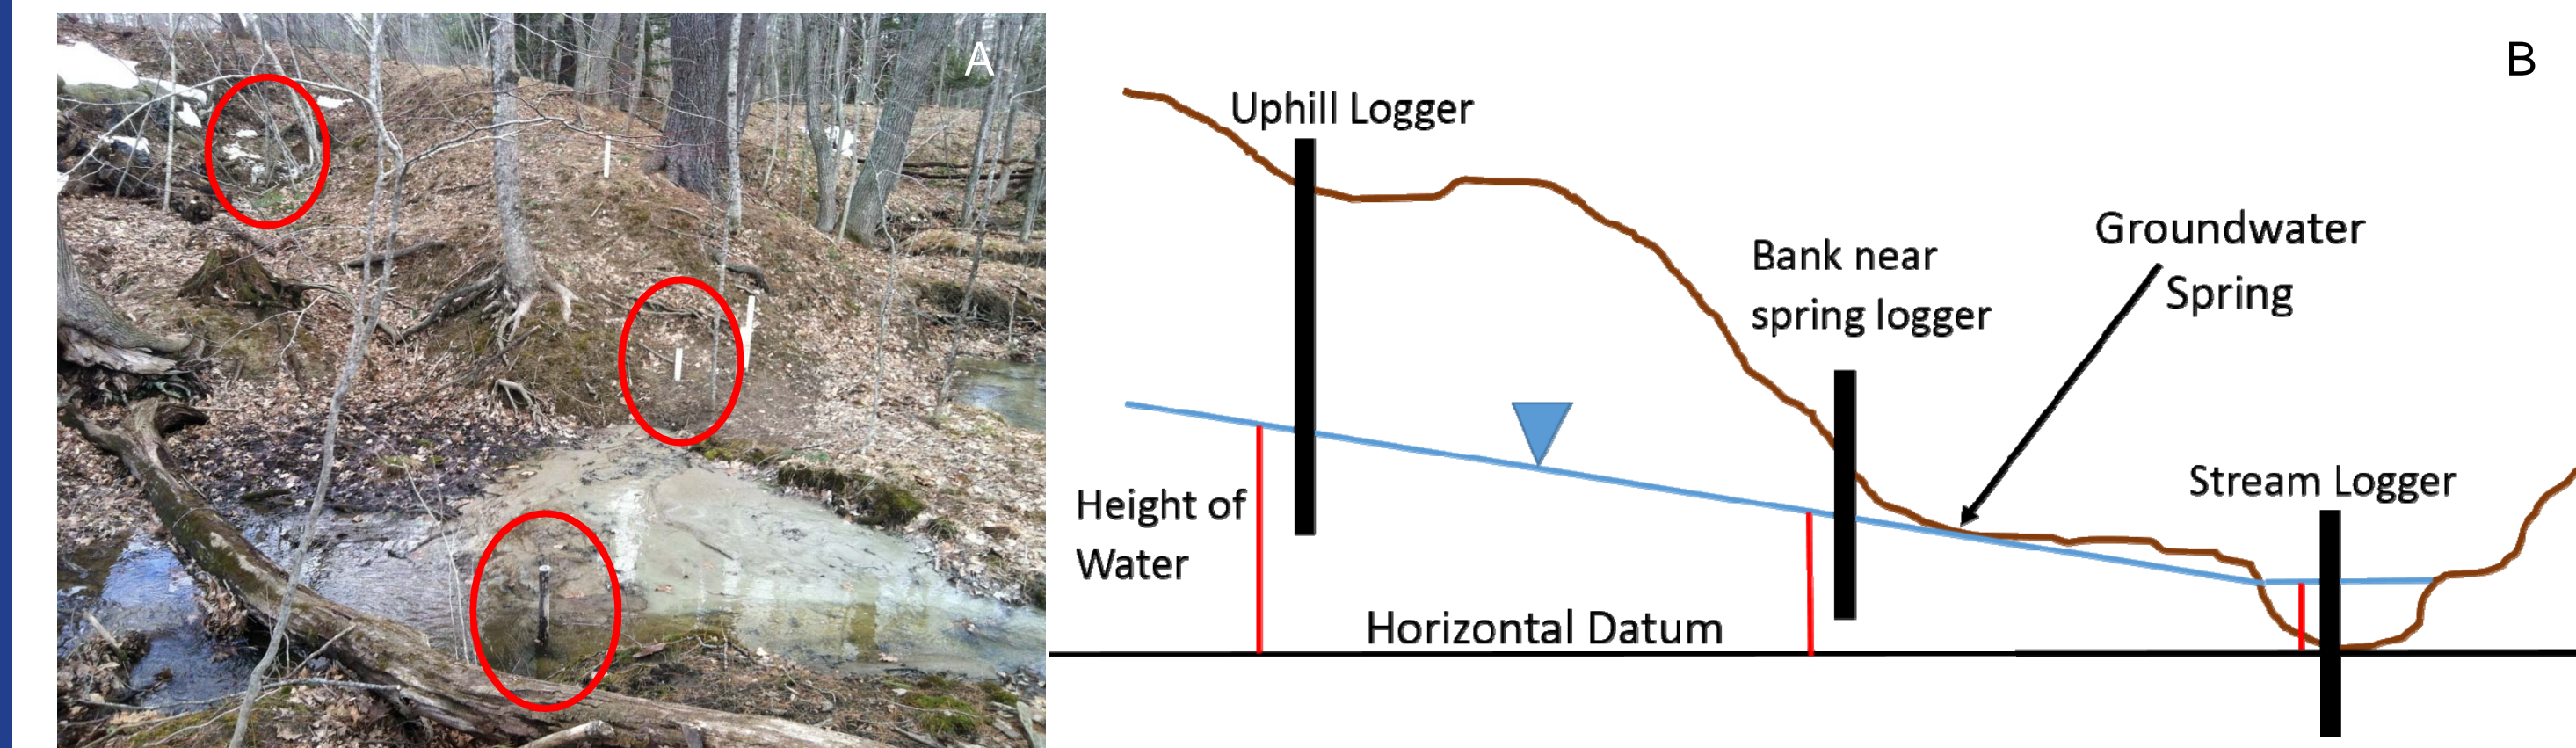 A
B
Uphill Logger
Bank near
spring logger
Groundwater
Spring
Stream Logger
Height of
Water
Horizontal Datum